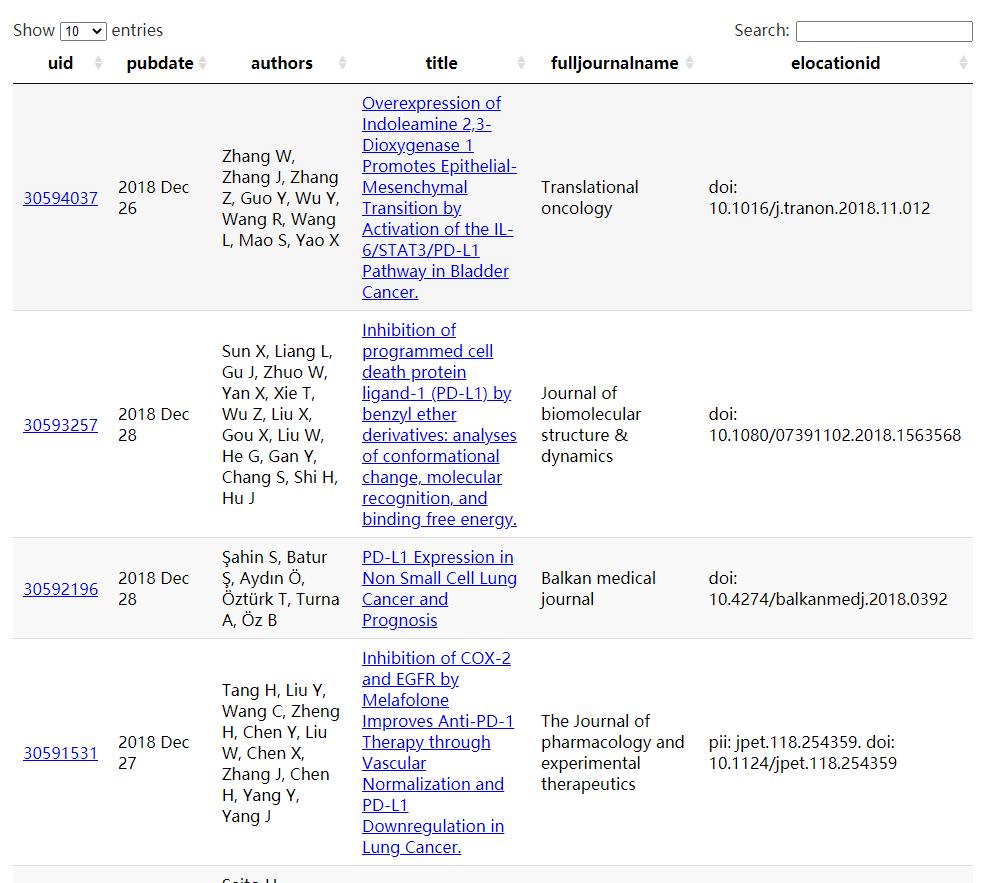 Show 10 entries
Search:
uid pubdate authors title fulljournalname elocationid
30594037
2018 Dec
26
Zhang W,
Zhang J, Zhang
Z, Guo Y, Wu Y,
Wang R, Wang
L, Mao S, Yao X
Overexpression of
Indoleamine 2,3-
Dioxygenase 1
Promotes Epithelial-
Mesenchymal
Transition by
Activation of the IL-
6/STAT3/PD-L1
Pathway in Bladder
Cancer.
Translational
oncology
doi:
10.1016/j.tranon.2018.11.012
30593257
2018 Dec
28
Sun X, Liang L,
Gu J, Zhuo W,
Yan X, Xie T,
Wu Z, Liu X,
Gou X, Liu W,
He G, Gan Y,
Chang S, Shi H,
Hu J
Inhibition of
programmed cell
death protein
ligand-1 (PD-L1) by
benzyl ether
derivatives: analyses
of conformational
change, molecular
recognition, and
binding free energy.
Journal of
biomolecular
structure &
dynamics
doi:
10.1080/07391102.2018.1563568
30592196
2018 Dec
28
Şahin S, Batur
Ş, Aydın Ö,
Öztürk T, Turna
A, Öz B
PD-L1 Expression in
Non Small Cell Lung
Cancer and
Prognosis
Balkan medical
journal
doi:
10.4274/balkanmedj.2018.0392
30591531
2018 Dec
27
Tang H, Liu Y,
Wang C, Zheng
H, Chen Y, Liu
W, Chen X,
Zhang J, Chen
H, Yang Y,
Yang J
Inhibition of COX-2
and EGFR by
Melafolone
Improves Anti-PD-1
Therapy through
Vascular
Normalization and
PD-L1
Downregulation in
Lung Cancer.
The Journal of
pharmacology and
experimental
therapeutics
pii: jpet.118.254359. doi:
10.1124/jpet.118.254359